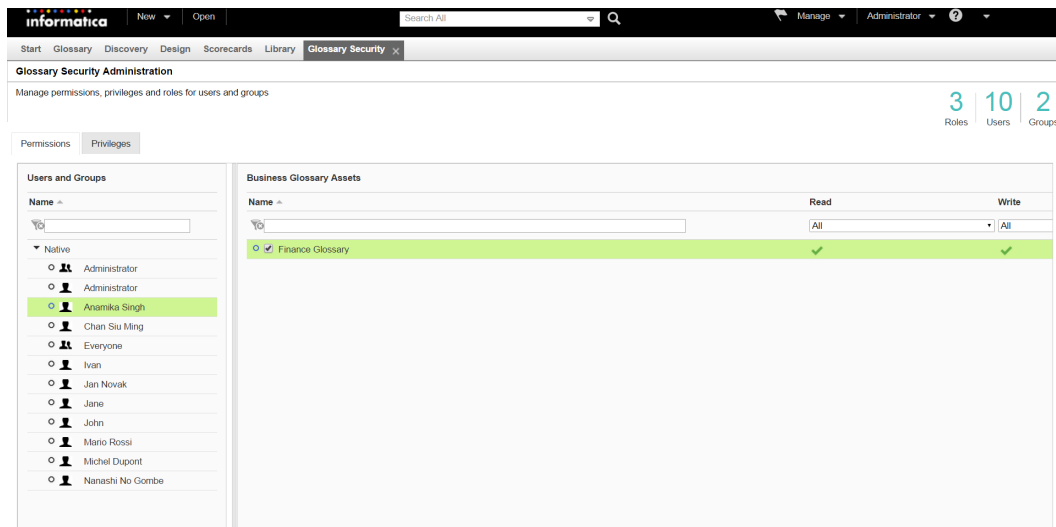 informatica New Open Search All Manage Administrator ?
Start Glossary Discovery Design Scorecards Library Glossary Security
Glossary Security Administration
Manage permissions, privileges and roles for users and groups
3 10 2
Roles Users Groups
Permissions Privileges
Users and Groups Business Glossary Assets
Name Name Read Write
All All
Native
Finance Glossary
Administrator
Administrator
Anamika Singh
Chan Siu Ming
Everyone
Ivan
Jan Novak
Jane
John
Mario Rossi
Michel Dupont
Nanashi No Gombe